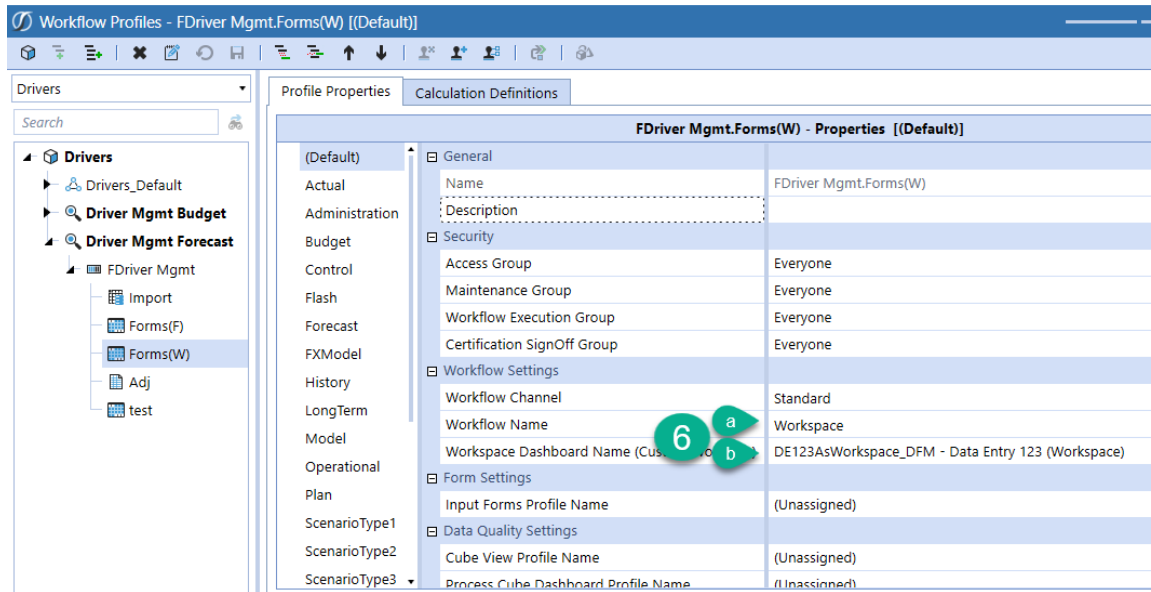 Workflow Profiles - FDriver Mgmt.Forms(W) [(Default)]
Drivers
Search
Drivers
Drivers_Default
Driver Mgmt Budget
Driver Mgmt Forecast
FDriver Mgmt
Import
Forms(F)
Forms(W)
Adj
test
Profile Properties Calculation Definitions
FDriver Mgmt.Forms(W) - Properties [(Default)]
(Default)
Actual
Administration
Budget
Control
Flash
Forecast
FXModel
History
LongTerm
Model
Operational
Plan
ScenarioType1
ScenarioType2
ScenarioType3
General
Name FDriver Mgmt.Forms(W)
Description
Security
Access Group Everyone
Maintenance Group Everyone
Workflow Execution Group Everyone
Certification SignOff Group Everyone
Workflow Settings
Workflow Channel Standard
Workflow Name 6 a Workspace
Workspace Dashboard Name b DE123AsWorkspace_DFM - Data Entry 123 (Workspace)
Form Settings
Input Forms Profile Name (Unassigned)
Data Quality Settings
Cube View Profile Name (Unassigned)
Process Cube Dashboard Profile Name (Unassigned)